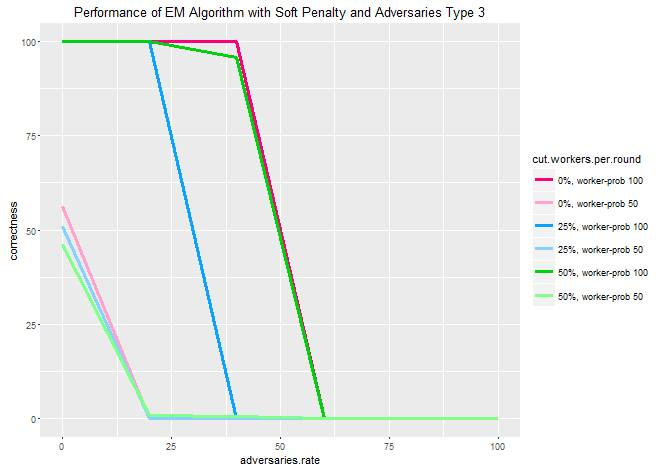 Performance of EM Algorithm with Soft Penalty and Adversaries Type 3
100
75
50
25
0
correctness
0 25 50 75 100
adversaries.rate
cut.workers.per.round
0%, worker-prob 100
0%, worker-prob 50
25%, worker-prob 100
25%, worker-prob 50
50%, worker-prob 100
50%, worker-prob 50